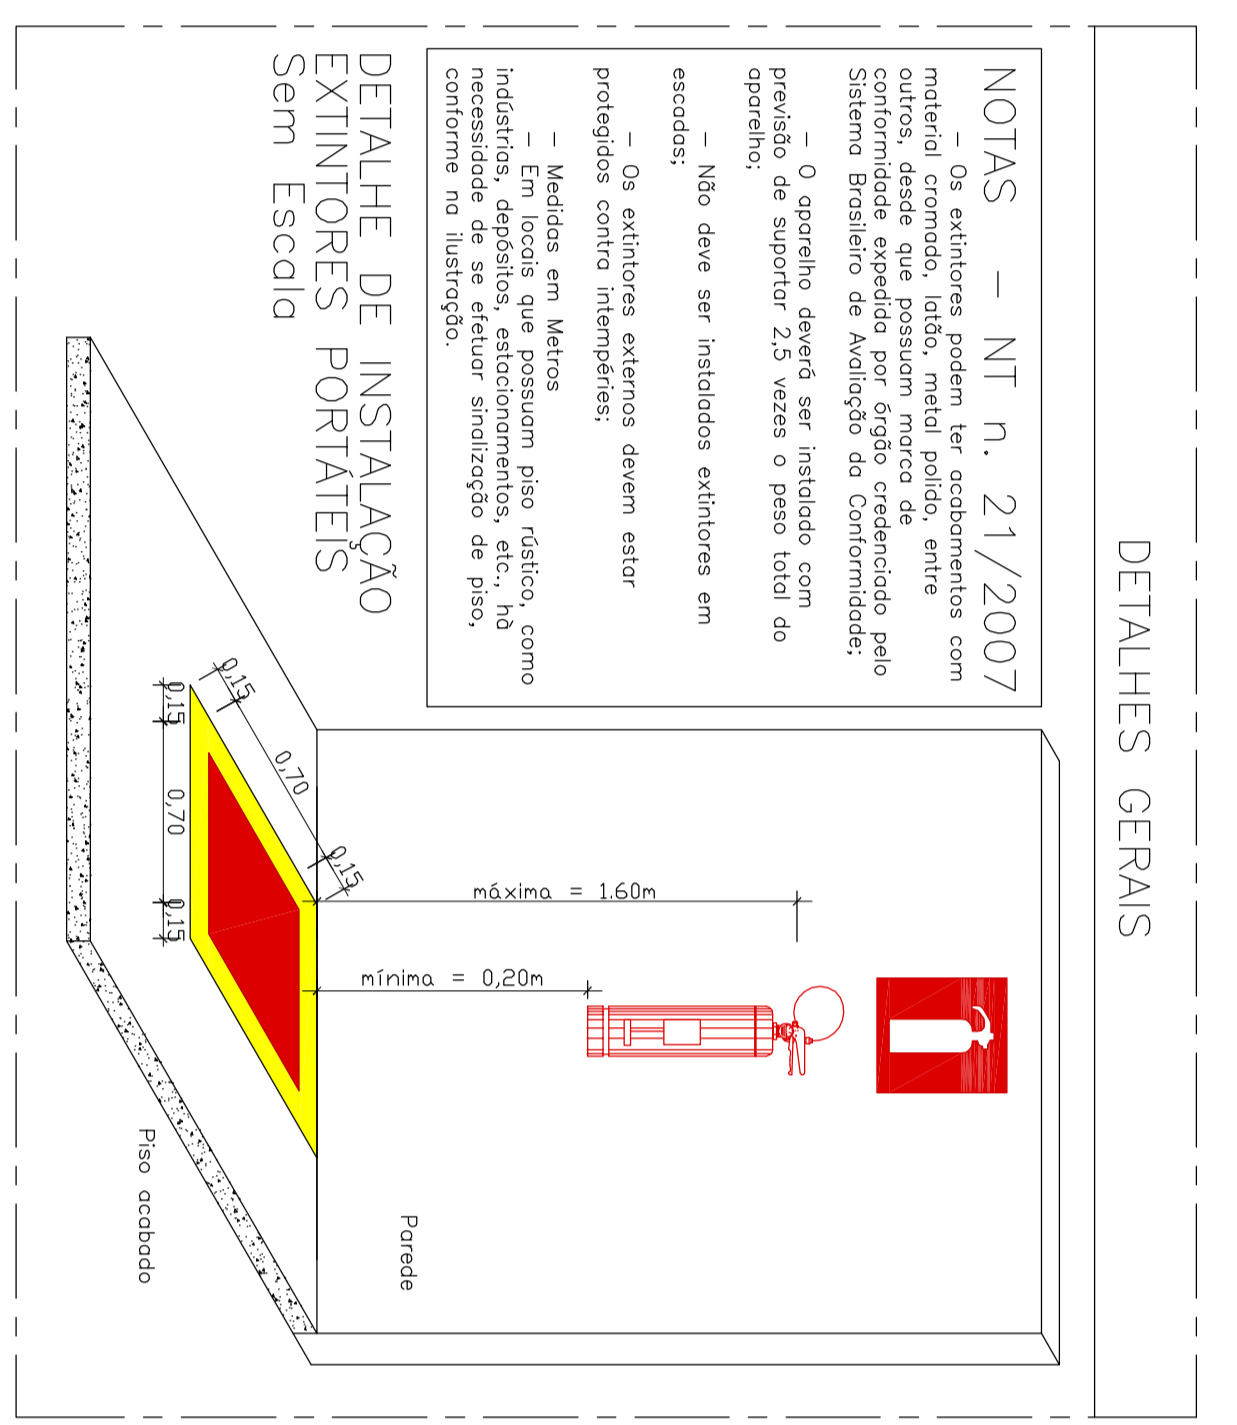 DETALHES GERAIS
NOTAS – NT n. 21/2007
– Os extintores podem ter acabamentos com
material cromado, latão, metal polido, entre
outros, desde que possuam marca de
conformidade expedida por órgão credenciado pelo
Sistema Brasileiro de Avaliação da Conformidade;
– O aparelho deverá ser instalado com
previsão de suportar 2,5 vezes o peso total do
aparelho;
– Não deve ser instalados extintores em
escadas;
– Os extintores externos devem estar
protegidos contra intempéries;
– Medidas em Metros
– Em locais que possuam piso rústico, como
indústrias, depósitos, estacionamentos, etc., hà
necessidade de se efetuar sinalização de piso,
conforme na ilustração.
DETALHE DE INSTALAÇÃO
EXTINTORES PORTÁTEIS
Sem Escala
máxima = 1.60m
mínima = 0,20m
Parede
0,15
0,70
0,15
0,15
0,70
0,15
Piso acabado